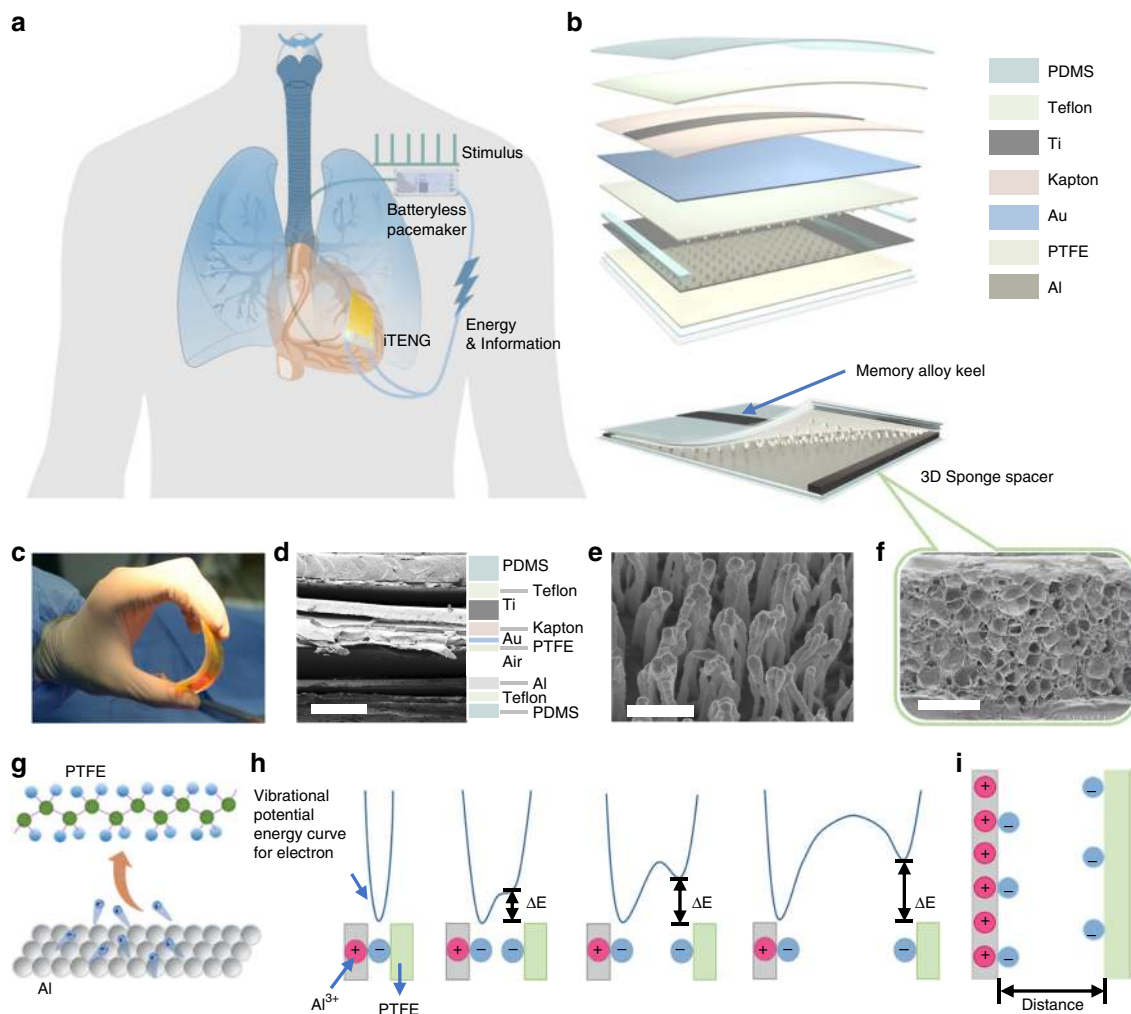 a
Stimulus
Batteryless
pacemaker
iTENG
Energy
& Information
b
PDMS
Teflon
Ti
Kapton
Au
PTFE
Al
Memory alloy keel
3D Sponge spacer
c
d
PDMS
Teflon
Ti
Kapton
Au
PTFE
Air
Al
Teflon
PDMS
e
f
g
PTFE
Al
h
Vibrational
potential
energy curve
for electron
ΔE
ΔE
ΔE
+ −
+ − −
+ − −
+ − −
Al3+
PTFE
i
+ −
+ −
+ −
+ −
+ −
+ −
Distance